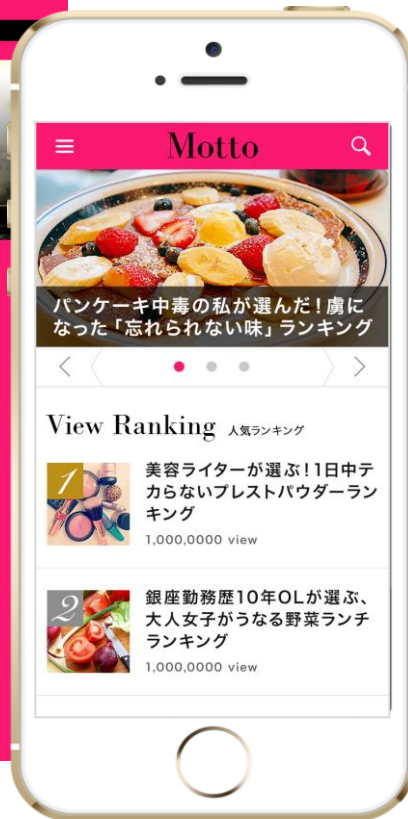 Motto
パンケーキ中毒の私が選んだ!虜に
なった「忘れられない味」ランキング
View Ranking 人気ランキング
1
美容ライターが選ぶ!1日中テ
カらないプレストパウダーラン
キング
1,000,0000 view
2
銀座勤務歴10年OLが選ぶ、
大人女子がうなる野菜ランチ
ランキング
1,000,0000 view